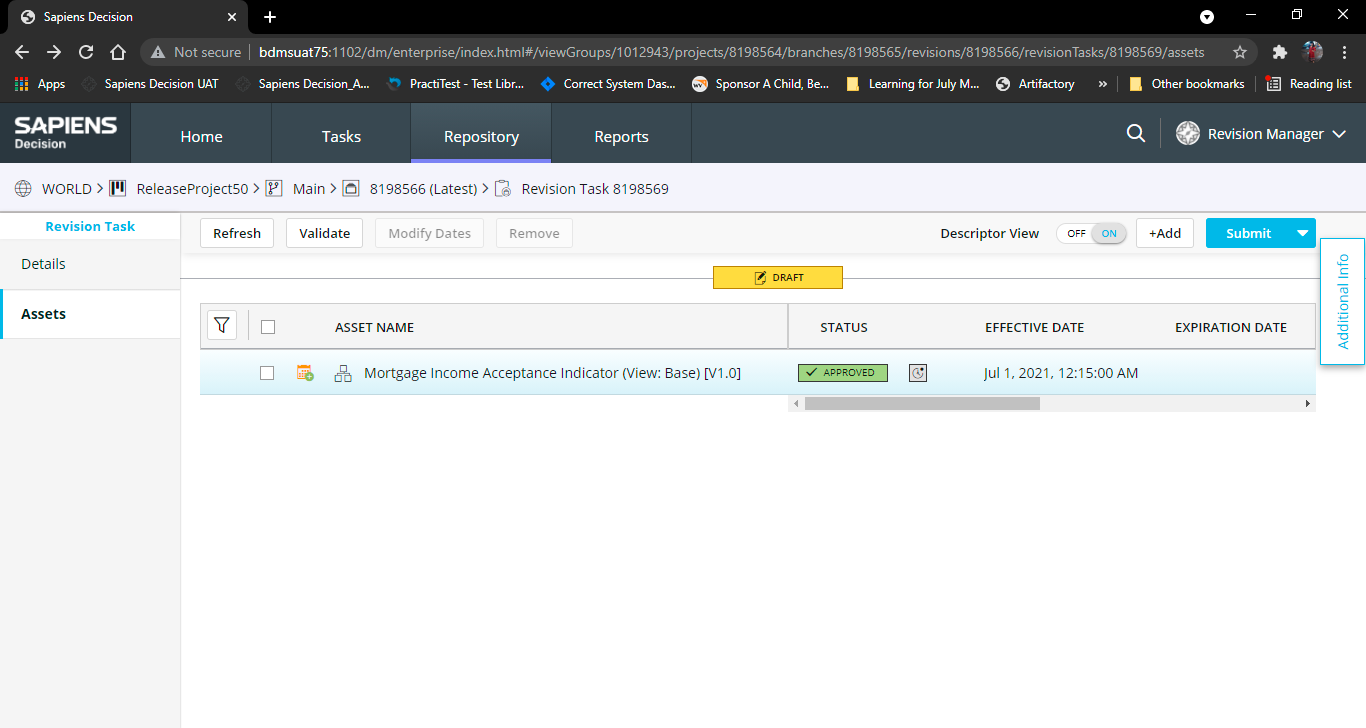 Sapiens Decision
Not secure bdmsuat75:1102/dm/enterprise/index.html#/viewGroups/1012943/projects/8198564/branches/8198565/revisions/8198566/revisionTasks/8198569/assets
Apps Sapiens Decision UAT Sapiens Decision_A... PractiTest - Test Libr... Correct System Das... Sponsor A Child, Be... Learning for July M... Artifactory » Other bookmarks Reading list
SAPIENS
Decision
Home Tasks Repository Reports Revision Manager
WORLD > ReleaseProject50 > Main > 8198566 (Latest) > Revision Task 8198569
Revision Task
Details
Assets
Refresh Validate Modify Dates Remove Descriptor View OFF ON +Add Submit
DRAFT
Additional Info
ASSET NAME STATUS EFFECTIVE DATE EXPIRATION DATE
Mortgage Income Acceptance Indicator (View: Base) [V1.0] APPROVED Jul 1, 2021, 12:15:00 AM